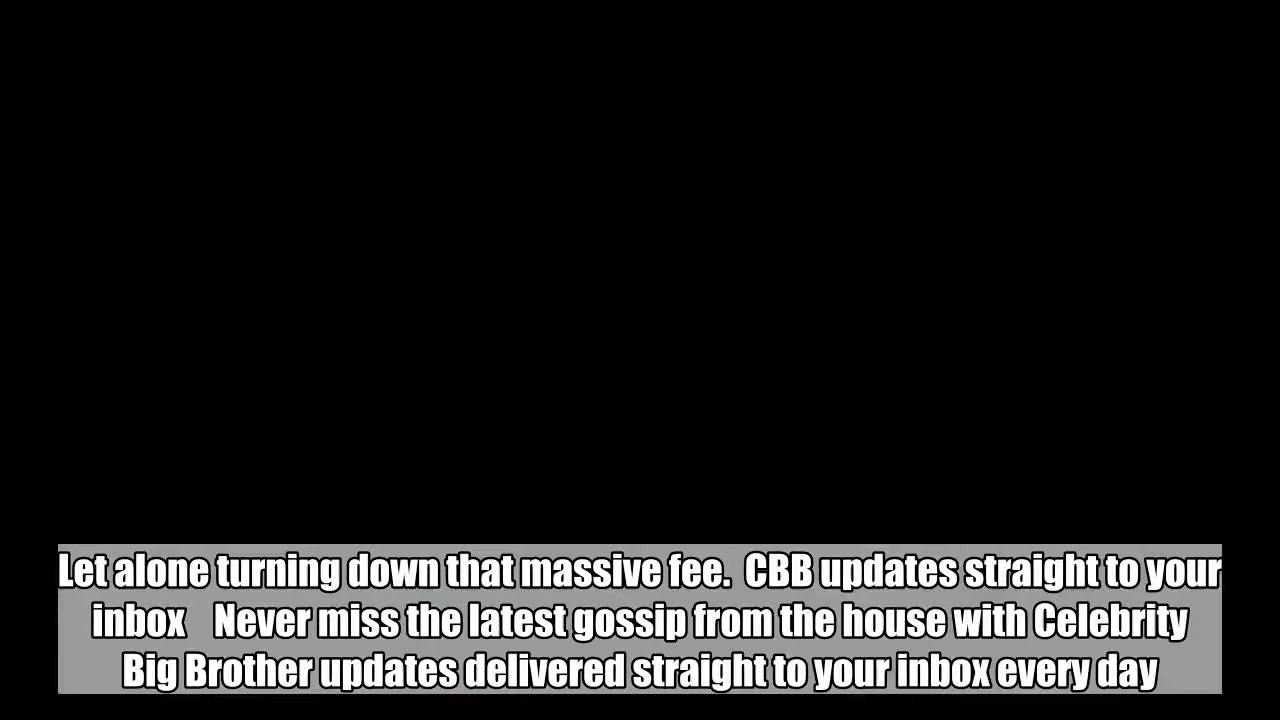 Let alone turning down that massive fee.  CBB updates straight to your
inbox    Never miss the latest gossip from the house with Celebrity
Big Brother updates delivered straight to your inbox every day